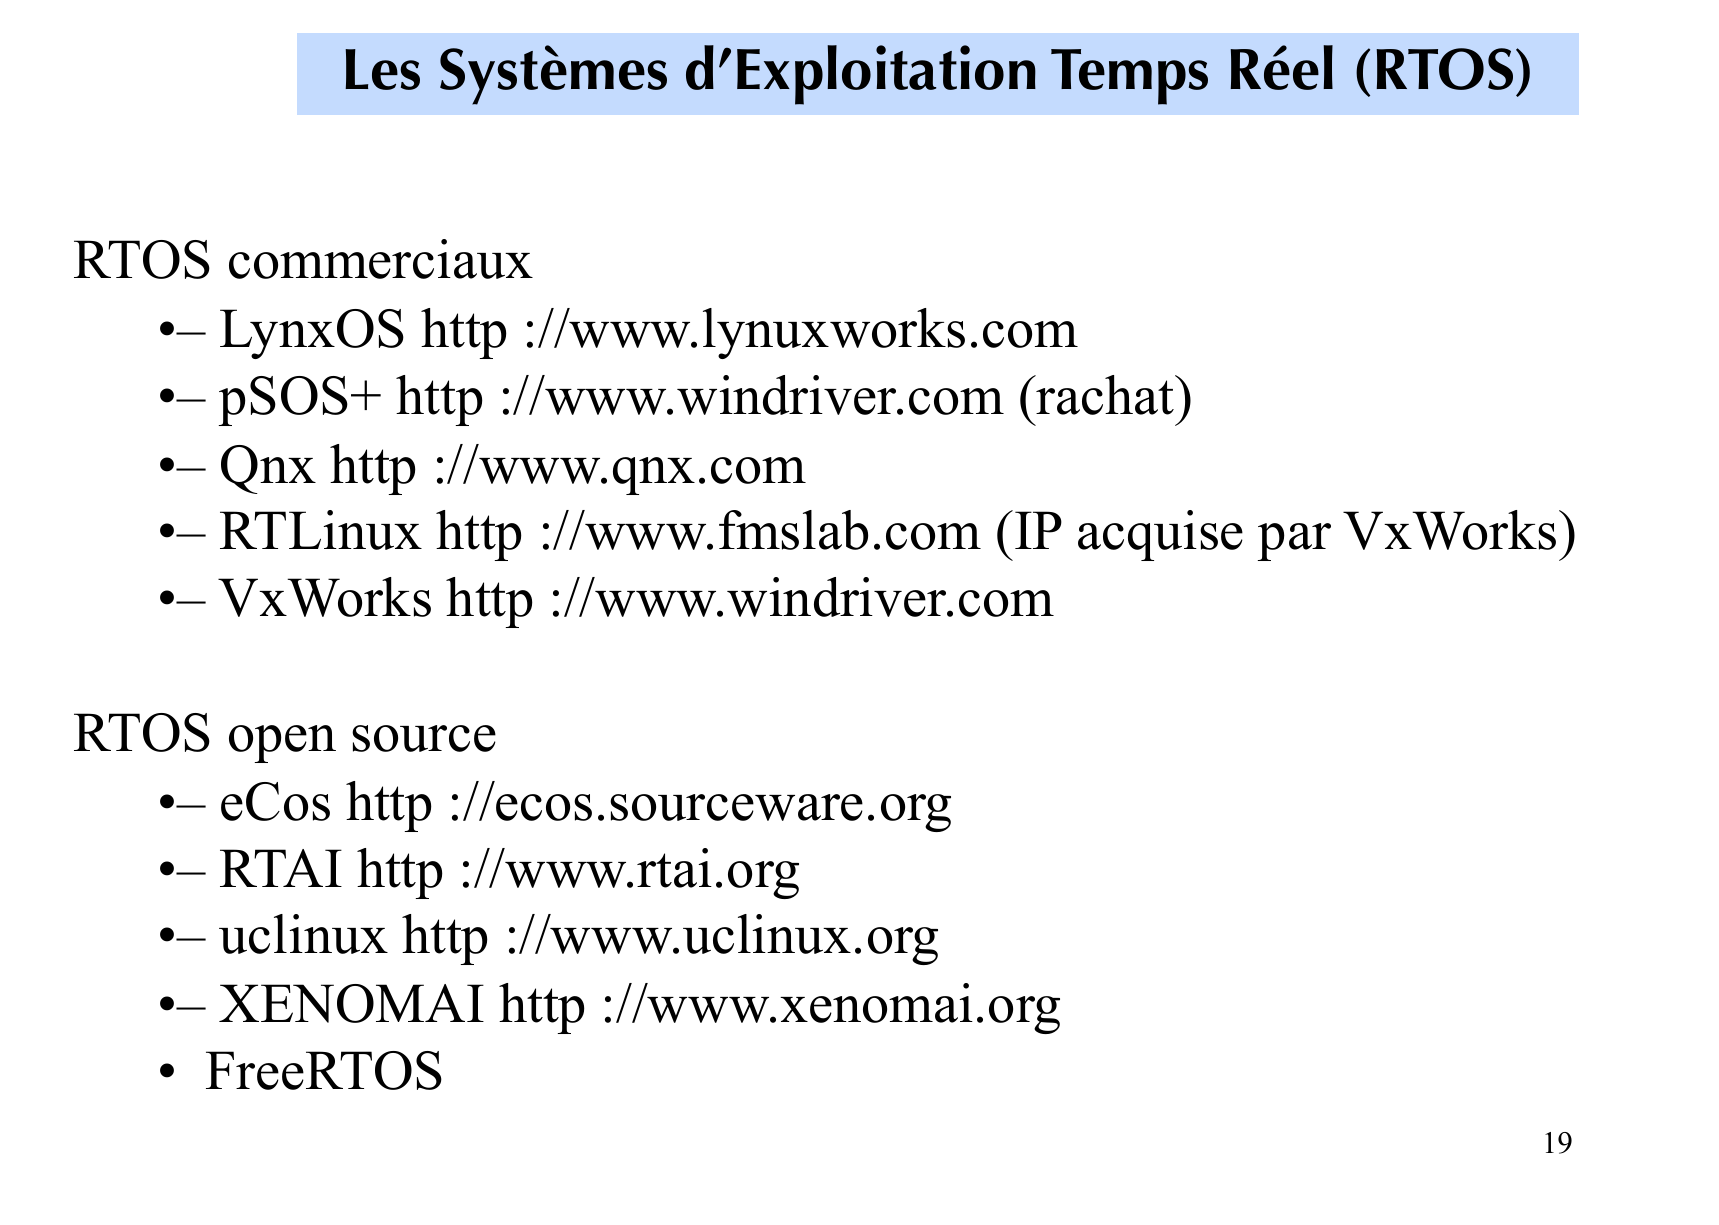 Les Systèmes d’Exploitation Temps Réel (RTOS)
RTOS commerciaux
•– LynxOS http ://www.lynuxworks.com
•– pSOS+ http ://www.windriver.com (rachat)
•– Qnx http ://www.qnx.com
•– RTLinux http ://www.fmslab.com (IP acquise par VxWorks)
•– VxWorks http ://www.windriver.com
RTOS open source
•– eCos http ://ecos.sourceware.org
•– RTAI http ://www.rtai.org
•– uclinux http ://www.uclinux.org
•– XENOMAI http ://www.xenomai.org
• FreeRTOS
19